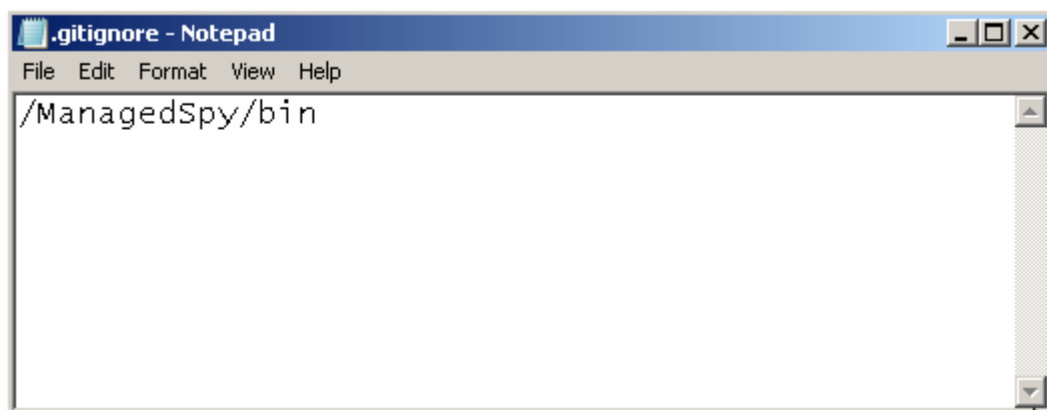 .gitignore - Notepad
File Edit Format View Help
/ManagedSpy/bin